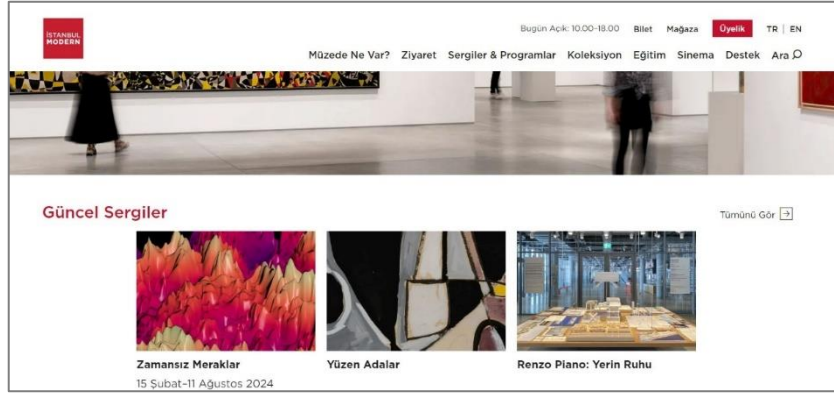 İSTANBUL
MODERN
Bugün Açık: 10.00-18.00 Bilet Mağaza Üyelik TR | EN
Müzede Ne Var? Ziyaret Sergiler & Programlar Koleksiyon Eğitim Sinema Destek Ara
Güncel Sergiler
Tümünü Gör
Zamansız Meraklar
15 Şubat–11 Ağustos 2024
Yüzen Adalar
Renzo Piano: Yerin Ruhu